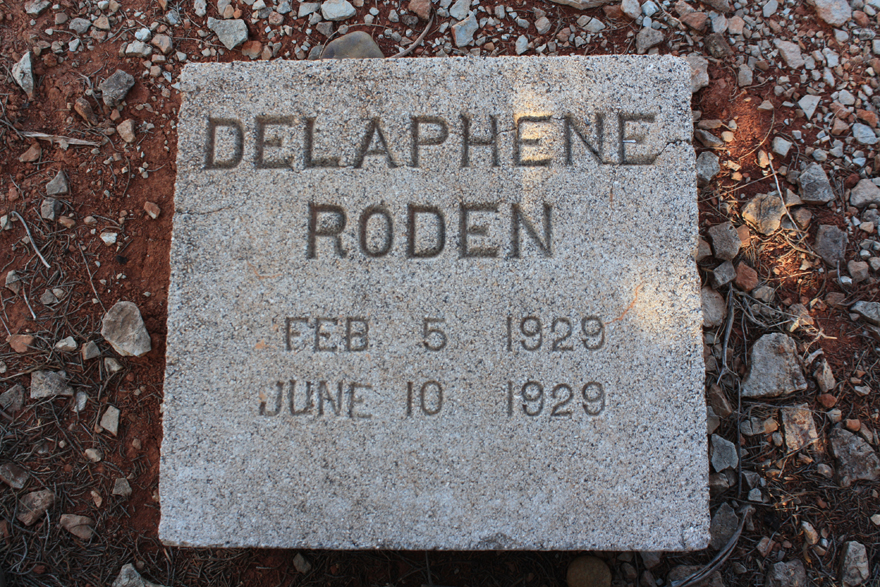 DELAPHENE
RODEN
FEB 5 1929
JUNE 10 1929